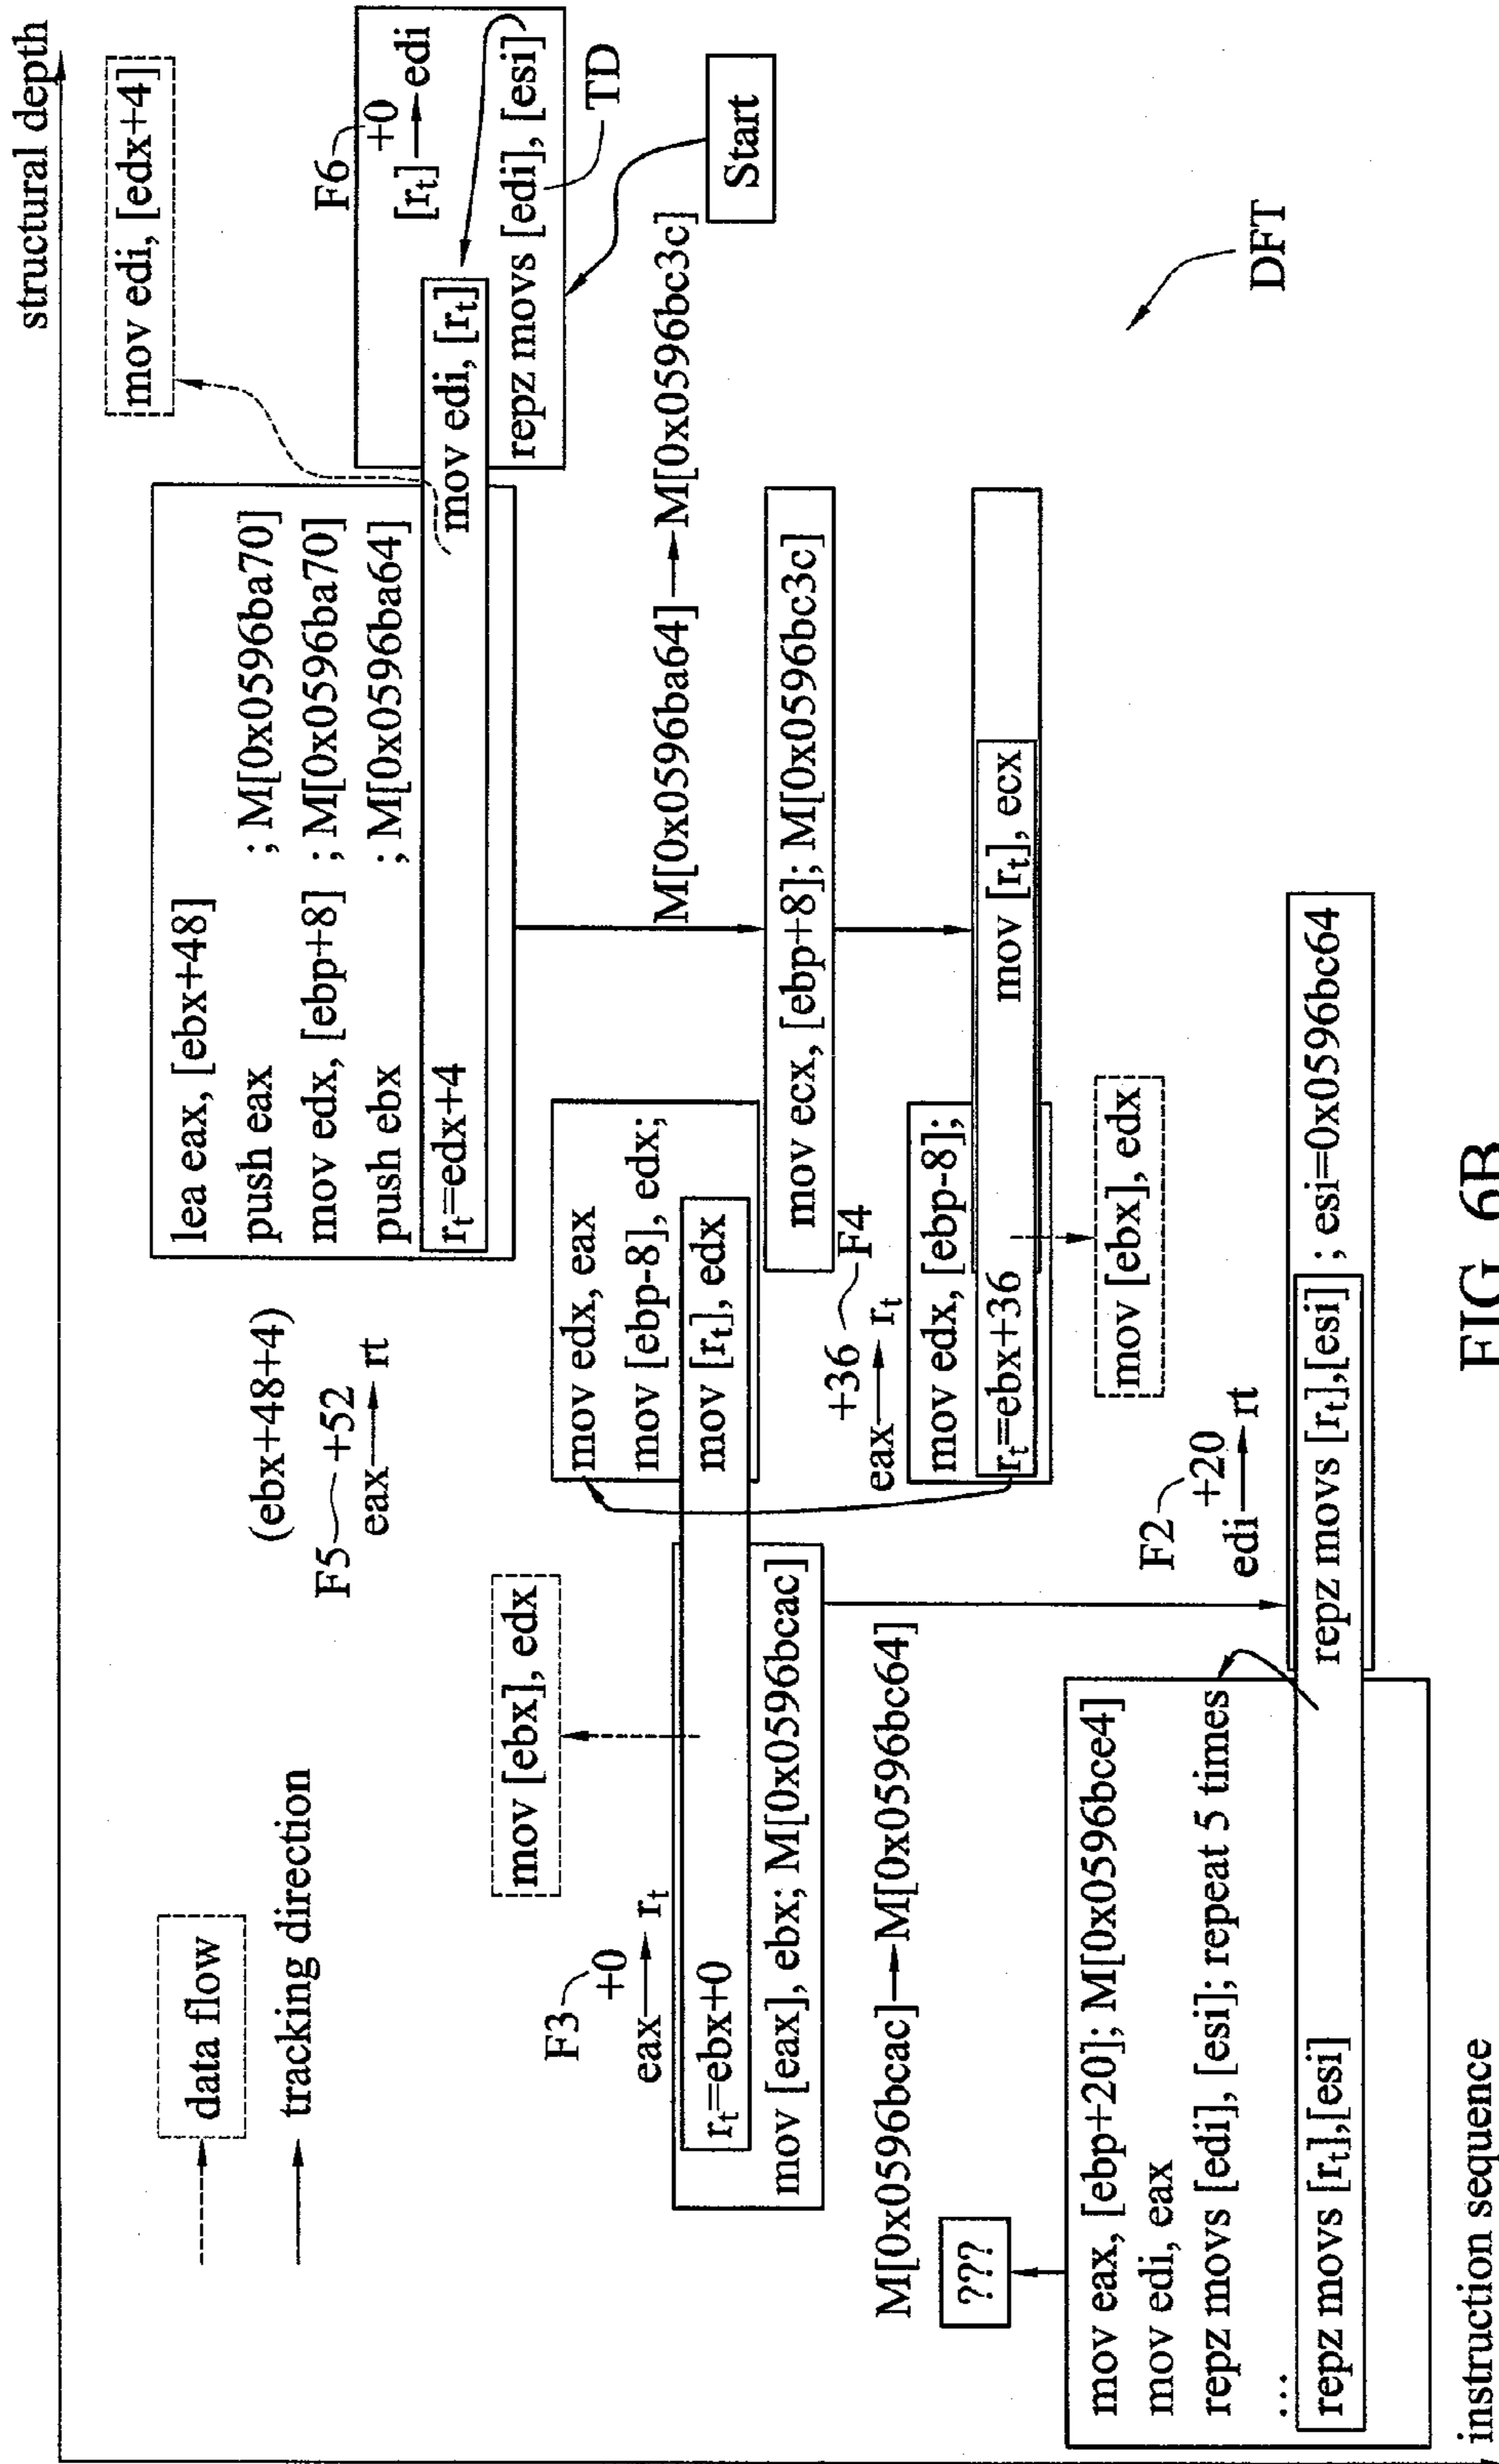 structural depth
data flow
tracking direction
(ebx+48+4)
F5 +52
eax→rt
lea eax, [ebx+48]
push eax ; M[0x0596ba70]
mov edx, [ebp+8] ; M[0x0596ba70]
push ebx ; M[0x0596ba64]
rt=edx+4 mov edi, [rt]
mov edi, [edx+4]
F6 +0
[rt]→edi
repz movs [edi], [esi]
TD
Start
M[0x0596ba64]→M[0x0596bc3c]
mov [ebx], edx
F3 +0
eax→rt
rt=ebx+0 mov [rt], edx
mov [eax], ebx; M[0x0596bcac]
mov edx, eax
mov [ebp-8], edx;
mov ecx, [ebp+8]; M[0x0596bc3c]
+36 F4
eax→rt
mov edx, [ebp-8];
rt=ebx+36 mov [rt], ecx
mov [ebx], edx
M[0x0596bcac]→M[0x0596bc64]
???
mov eax, [ebp+20]; M[0x0596bce4]
mov edi, eax
repz movs [edi], [esi]; repeat 5 times
...
repz movs [rt],[esi] repz movs [rt],[esi] ; esi=0x0596bc64
F2 +20
edi→rt
DFT
instruction sequence
FIG. 6B